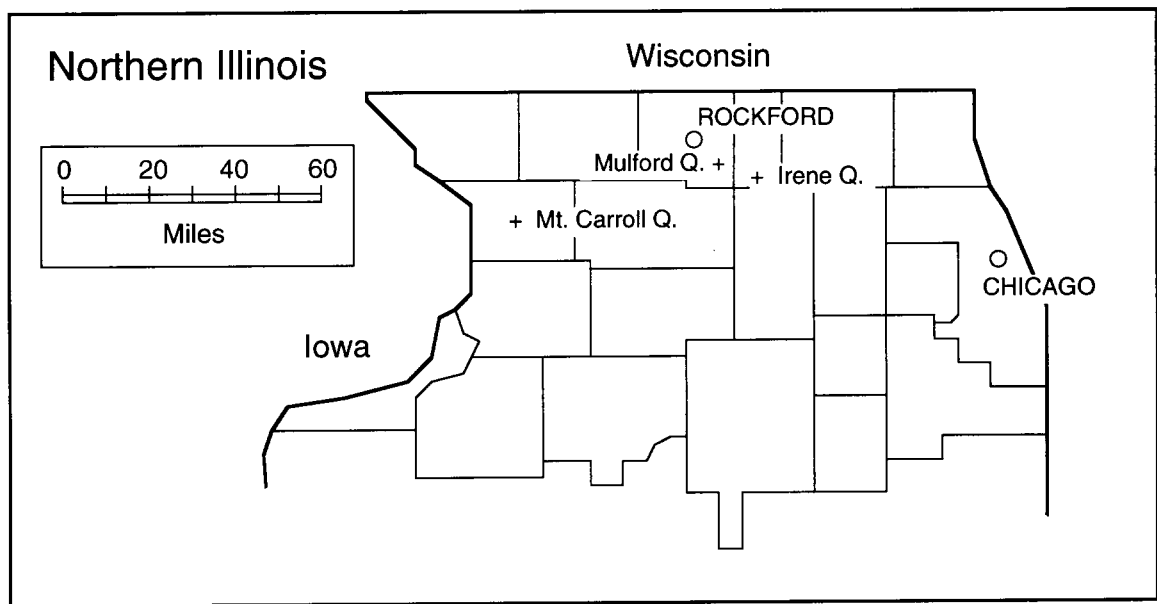 Northern Illinois
Wisconsin
ROCKFORD
0 20 40 60
Miles
Mulford Q. +
+ Irene Q.
+ Mt. Carroll Q.
CHICAGO
Iowa